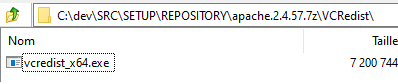 C:\dev\SRC\SETUP\REPOSITORY\apache.2.4.57.7z\VCRedist\
Nom Taille
vcredist_x64.exe 7 200 744